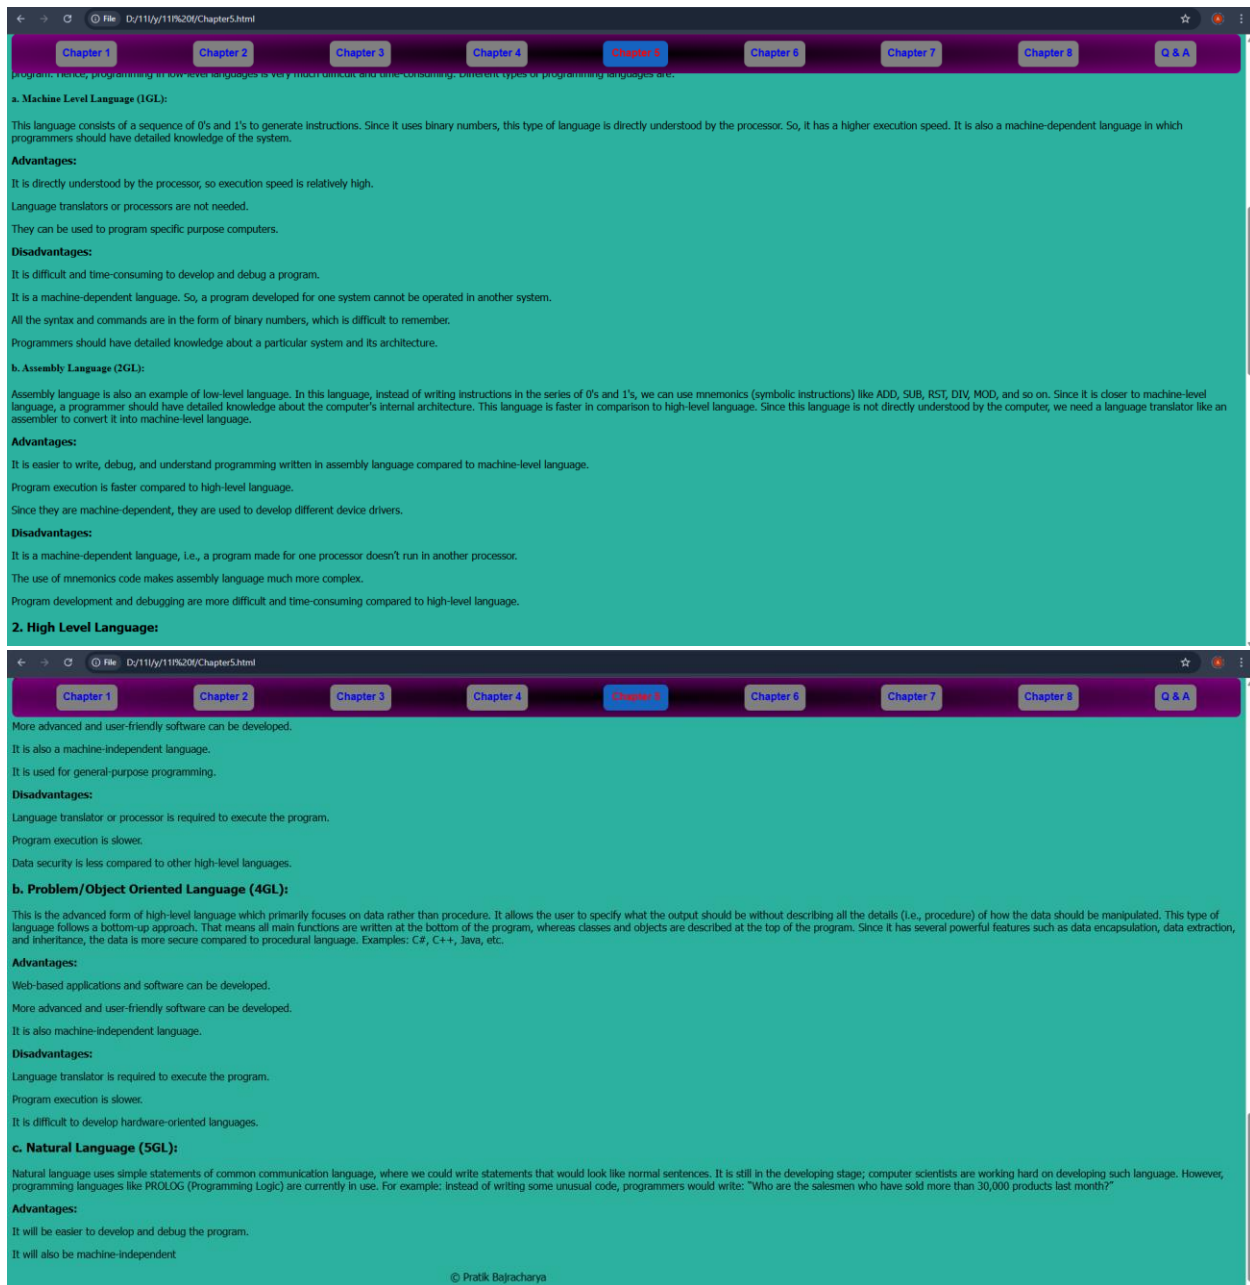 File D:/11I/y/11I%20f/Chapter5.html
Chapter 1 Chapter 2 Chapter 3 Chapter 4 Chapter 5 Chapter 6 Chapter 7 Chapter 8 Q & A
program. Hence, programming in low-level languages is very much difficult and time-consuming. Different types of programming languages are:
a. Machine Level Language (1GL):
This language consists of a sequence of 0's and 1's to generate instructions. Since it uses binary numbers, this type of language is directly understood by the processor. So, it has a higher execution speed. It is also a machine-dependent language in which
programmers should have detailed knowledge of the system.
Advantages:
It is directly understood by the processor, so execution speed is relatively high.
Language translators or processors are not needed.
They can be used to program specific purpose computers.
Disadvantages:
It is difficult and time-consuming to develop and debug a program.
It is a machine-dependent language. So, a program developed for one system cannot be operated in another system.
All the syntax and commands are in the form of binary numbers, which is difficult to remember.
Programmers should have detailed knowledge about a particular system and its architecture.
b. Assembly Language (2GL):
Assembly language is also an example of low-level language. In this language, instead of writing instructions in the series of 0's and 1's, we can use mnemonics (symbolic instructions) like ADD, SUB, RST, DIV, MOD, and so on. Since it is closer to machine-level
language, a programmer should have detailed knowledge about the computer's internal architecture. This language is faster in comparison to high-level language. Since this language is not directly understood by the computer, we need a language translator like an
assembler to convert it into machine-level language.
Advantages:
It is easier to write, debug, and understand programming written in assembly language compared to machine-level language.
Program execution is faster compared to high-level language.
Since they are machine-dependent, they are used to develop different device drivers.
Disadvantages:
It is a machine-dependent language, i.e., a program made for one processor doesn't run in another processor.
The use of mnemonics code makes assembly language much more complex.
Program development and debugging are more difficult and time-consuming compared to high-level language.
2. High Level Language:
File D:/11I/y/11I%20f/Chapter5.html
Chapter 1 Chapter 2 Chapter 3 Chapter 4 Chapter 5 Chapter 6 Chapter 7 Chapter 8 Q & A
More advanced and user-friendly software can be developed.
It is also a machine-independent language.
It is used for general-purpose programming.
Disadvantages:
Language translator or processor is required to execute the program.
Program execution is slower.
Data security is less compared to other high-level languages.
b. Problem/Object Oriented Language (4GL):
This is the advanced form of high-level language which primarily focuses on data rather than procedure. It allows the user to specify what the output should be without describing all the details (i.e., procedure) of how the data should be manipulated. This type of
language follows a bottom-up approach. That means all main functions are written at the bottom of the program, whereas classes and objects are described at the top of the program. Since it has several powerful features such as data encapsulation, data extraction,
and inheritance, the data is more secure compared to procedural language. Examples: C#, C++, Java, etc.
Advantages:
Web-based applications and software can be developed.
More advanced and user-friendly software can be developed.
It is also machine-independent language.
Disadvantages:
Language translator is required to execute the program.
Program execution is slower.
It is difficult to develop hardware-oriented languages.
c. Natural Language (5GL):
Natural language uses simple statements of common communication language, where we could write statements that would look like normal sentences. It is still in the developing stage; computer scientists are working hard on developing such language. However,
programming languages like PROLOG (Programming Logic) are currently in use. For example: instead of writing some unusual code, programmers would write: "Who are the salesmen who have sold more than 30,000 products last month?"
Advantages:
It will be easier to develop and debug the program.
It will also be machine-independent
© Pratik Bajracharya